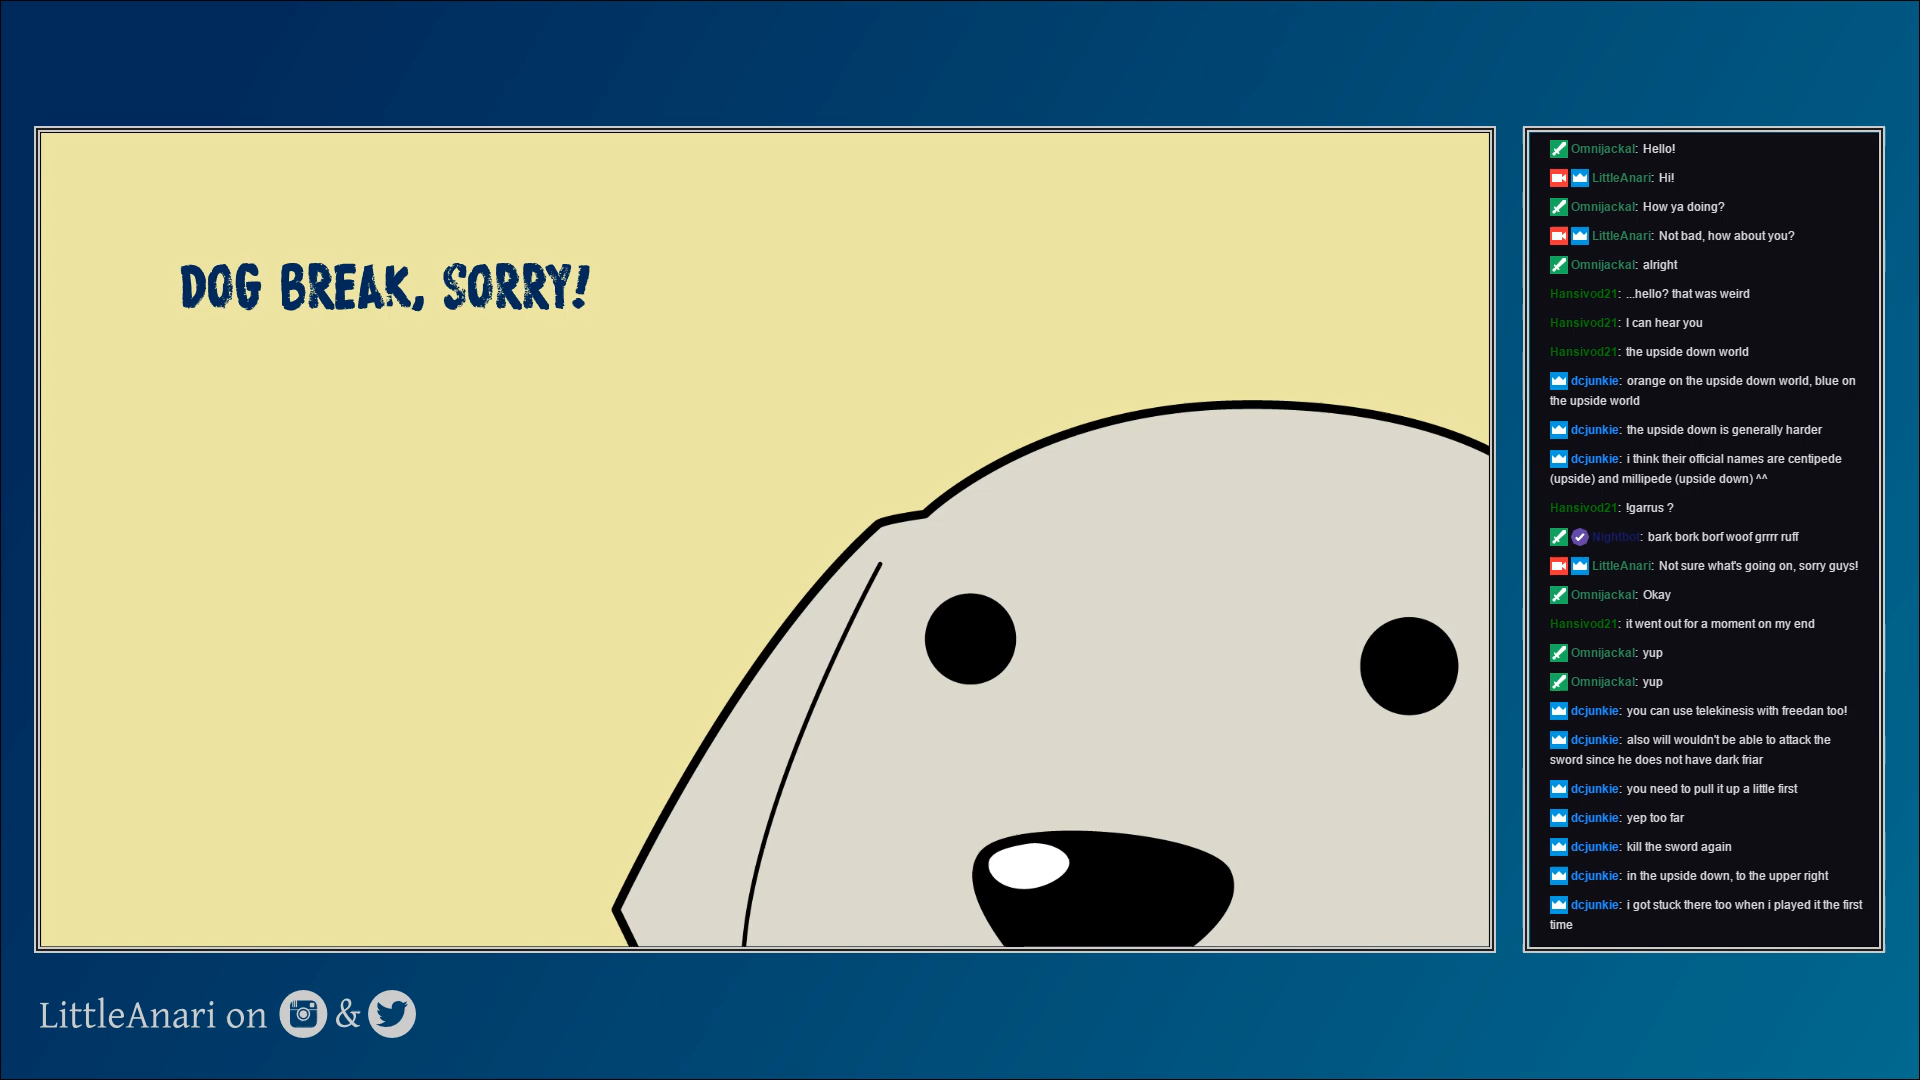 DOG BREAK, SORRY!
Omnijackal: Hello!
LittleAnari: Hi!
Omnijackal: How ya doing?
LittleAnari: Not bad, how about you?
Omnijackal: alright
Hansivod21: ...hello? that was weird
Hansivod21: I can hear you
Hansivod21: the upside down world
dcjunkie: orange on the upside down world, blue on
the upside world
dcjunkie: the upside down is generally harder
dcjunkie: i think their official names are centipede
(upside) and millipede (upside down) ^^
Hansivod21: !garrus ?
Nightbot: bark bork borf woof grrrr ruff
LittleAnari: Not sure what's going on, sorry guys!
Omnijackal: Okay
Hansivod21: it went out for a moment on my end
Omnijackal: yup
Omnijackal: yup
dcjunkie: you can use telekinesis with freedan too!
dcjunkie: also will wouldn't be able to attack the
sword since he does not have dark friar
dcjunkie: you need to pull it up a little first
dcjunkie: yep too far
dcjunkie: kill the sword again
dcjunkie: in the upside down, to the upper right
dcjunkie: i got stuck there too when i played it the first
time
LittleAnari on &